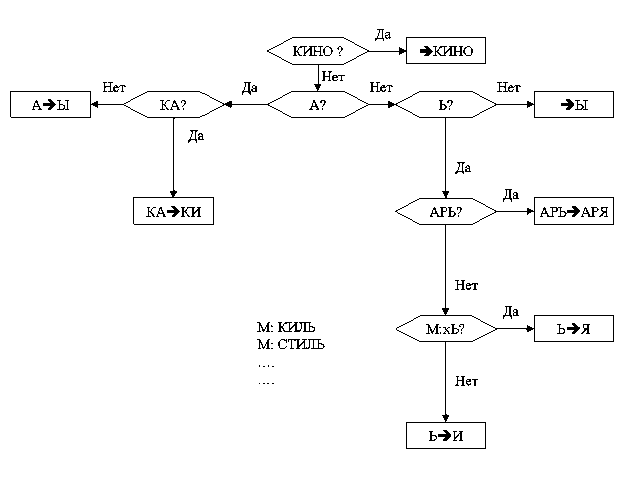 КИНО ?
Да
➔КИНО
Нет
А➔Ы
Нет
КА?
Да
А?
Нет
Ь?
Нет
➔Ы
Да
Да
КА➔КИ
АРЬ?
Да
АРЬ➔АРЯ
Нет
М: КИЛЬ
М: СТИЛЬ
....
....
М:хЬ?
Да
Ь➔Я
Нет
Ь➔И